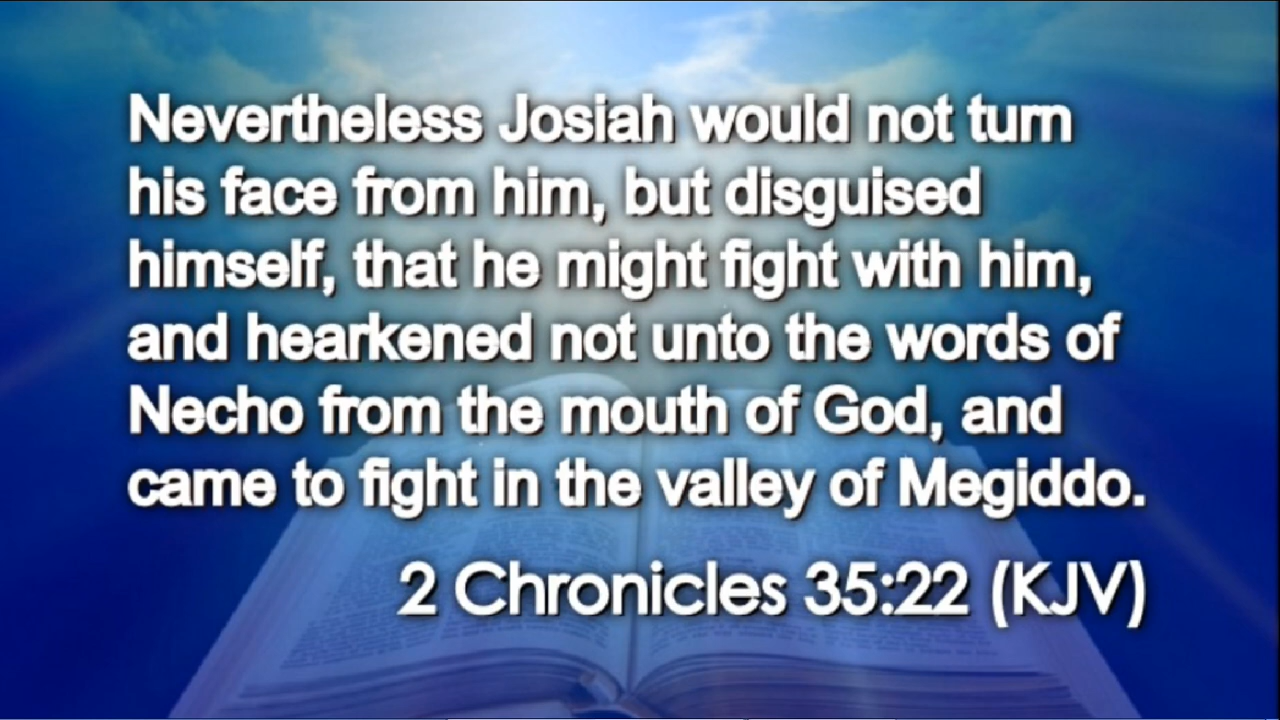 Nevertheless Josiah would not turn
his face from him, but disguised
himself, that he might fight with him,
and hearkened not unto the words of
Necho from the mouth of God, and
came to fight in the valley of Megiddo.
2 Chronicles 35:22 (KJV)